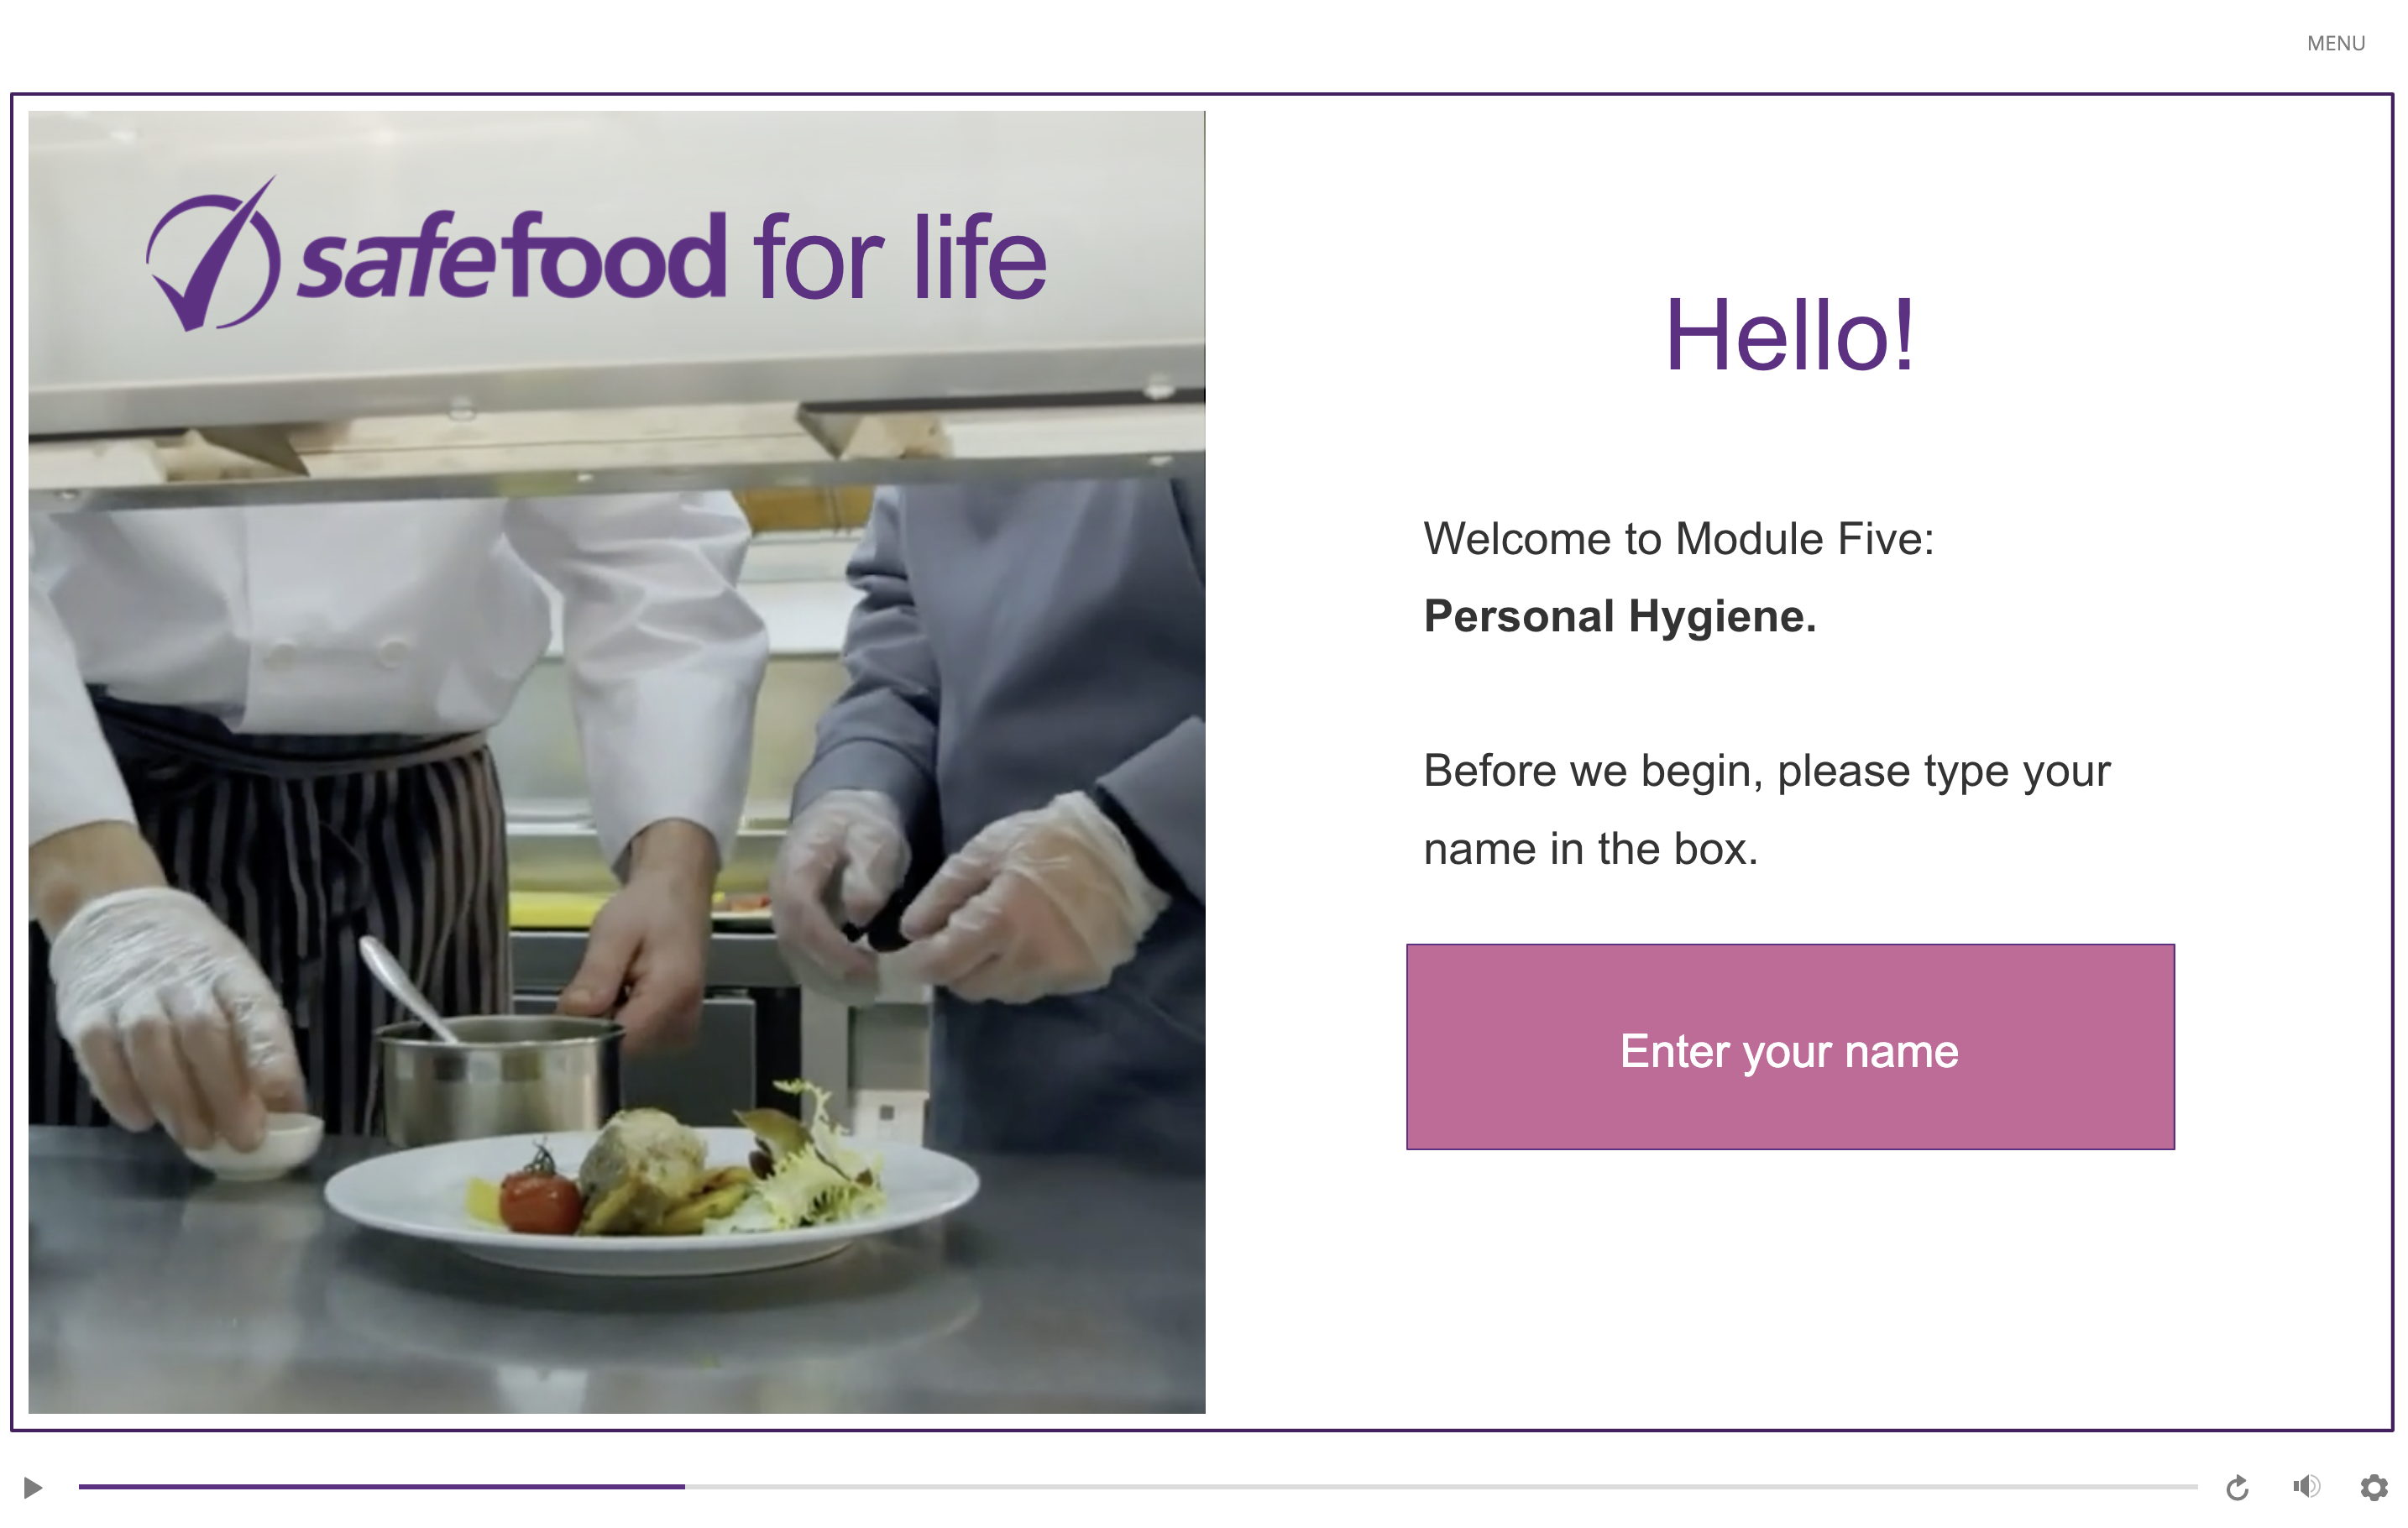 MENU
safefood for life
Hello!
Welcome to Module Five:
Personal Hygiene.
Before we begin, please type your
name in the box.
Enter your name